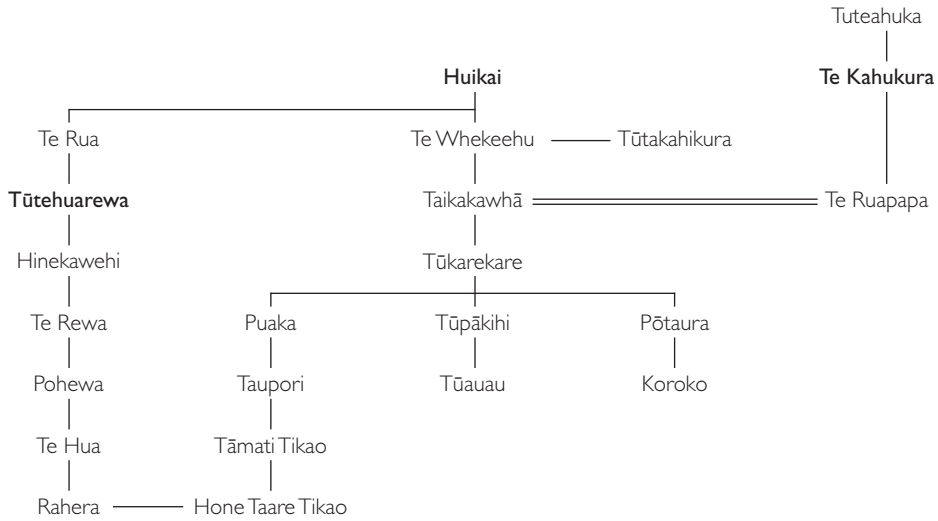 Tuteahuka
Huikai Te Kahukura
Te Rua Te Whekeehu Tūtakahikura
Tūtehuarewa Taikakawhā Te Ruapapa
Hinekawehi Tūkarekare
Te Rewa Puaka Tūpākihi Pōtaura
Pohewa Taupori Tūauau Koroko
Te Hua Tāmati Tikao
Rahera Hone Taare Tikao